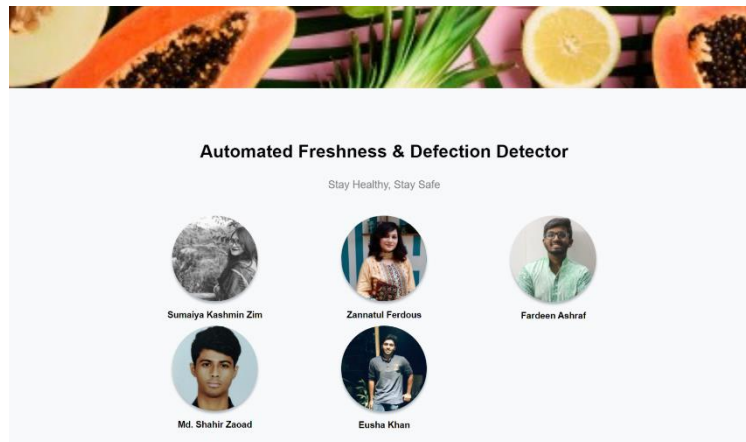 Automated Freshness & Defection Detector
Stay Healthy, Stay Safe
Sumaiya Kashmin Zim
Zannatul Ferdous
Fardeen Ashraf
Md. Shahir Zaoad
Eusha Khan